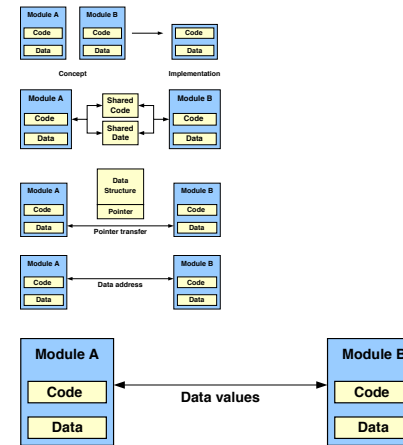 Module A
Module B
Code
Code
Code
Data
Data
Data
Concept
Implementation
Module A
Shared
Code
Module B
Code
Code
Shared
Date
Data
Data
Data
Structure
Module A
Module B
Pointer
Code
Code
Data
Data
Pointer transfer
Module A
Module B
Code
Data address
Code
Data
Data
Module A
Module B
Code
Data values
Code
Data
Data